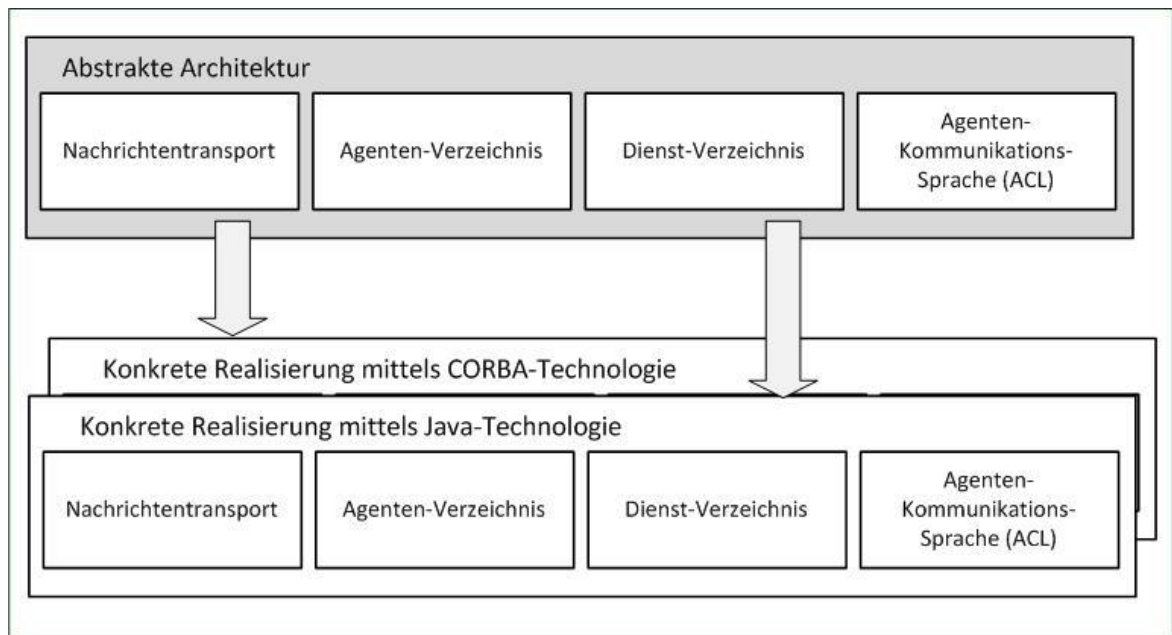 Abstrakte Architektur
Nachrichtentransport
Agenten-Verzeichnis
Dienst-Verzeichnis
Agenten-
Kommunikations-
Sprache (ACL)
Konkrete Realisierung mittels CORBA-Technologie
Konkrete Realisierung mittels Java-Technologie
Nachrichtentransport
Agenten-Verzeichnis
Dienst-Verzeichnis
Agenten-
Kommunikations-
Sprache (ACL)